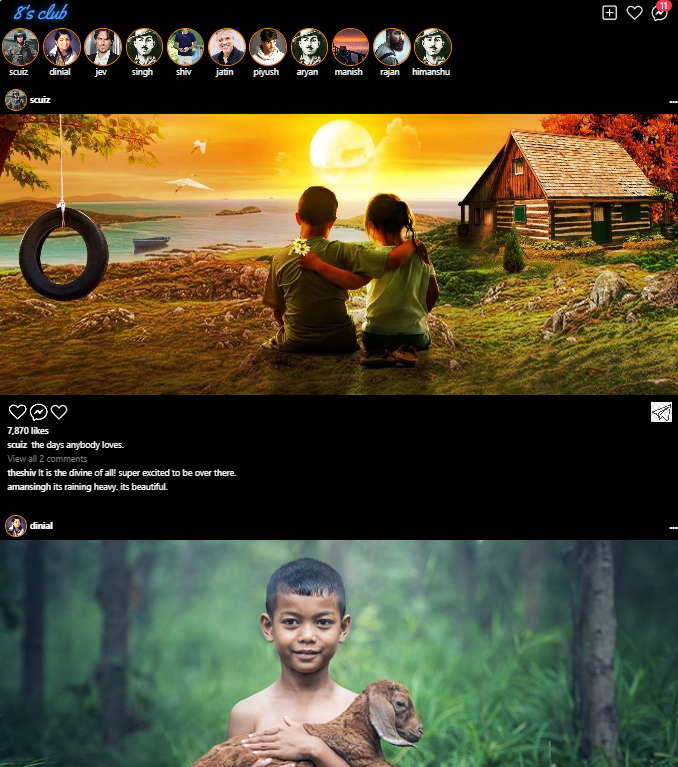 8's club
11
scuiz dinial jev singh shiv jatin piyush aryan manish rajan himanshu
scuiz
7,870 likes
scuiz the days anybody loves.
View all 2 comments
theshiv It is the divine of all! super excited to be over there.
amansingh its raining heavy. its beautiful.
dinial